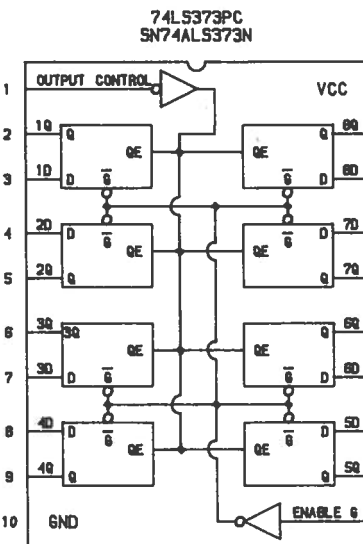 74LS373PC
SN74ALS373N
1 OUTPUT CONTROL VCC
2 1Q Q QE QE Q 8Q
3 1D D G G D 8D
4 2D D G G D 7D
5 2Q Q QE QE Q 7Q
6 3Q 3Q QE QE Q 6Q
7 3D D G G D 6D
8 4D D G G D 5D
9 4Q Q QE QE Q 5Q
10 GND ENABLE G